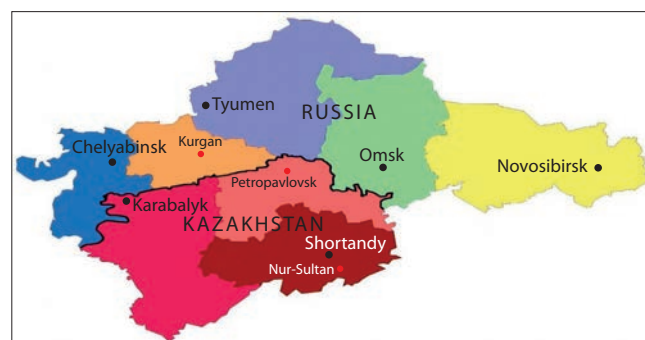 Tyumen
RUSSIA
Kurgan
Chelyabinsk
Omsk
Novosibirsk
Petropavlovsk
Karabalyk
KAZAKHSTAN
Shortandy
Nur-Sultan